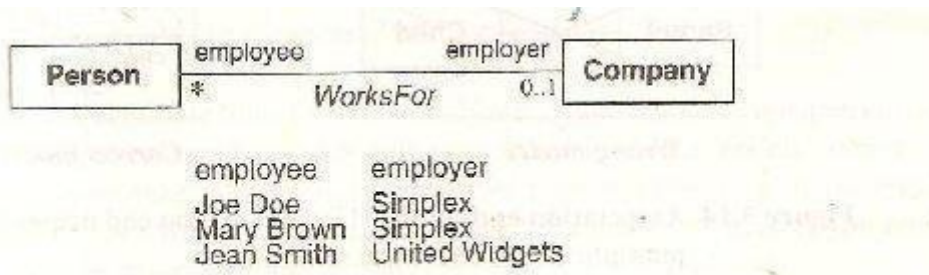 employee employer
Person Company
* WorksFor 0..1
employee employer
Joe Doe Simplex
Mary Brown Simplex
Jean Smith United Widgets